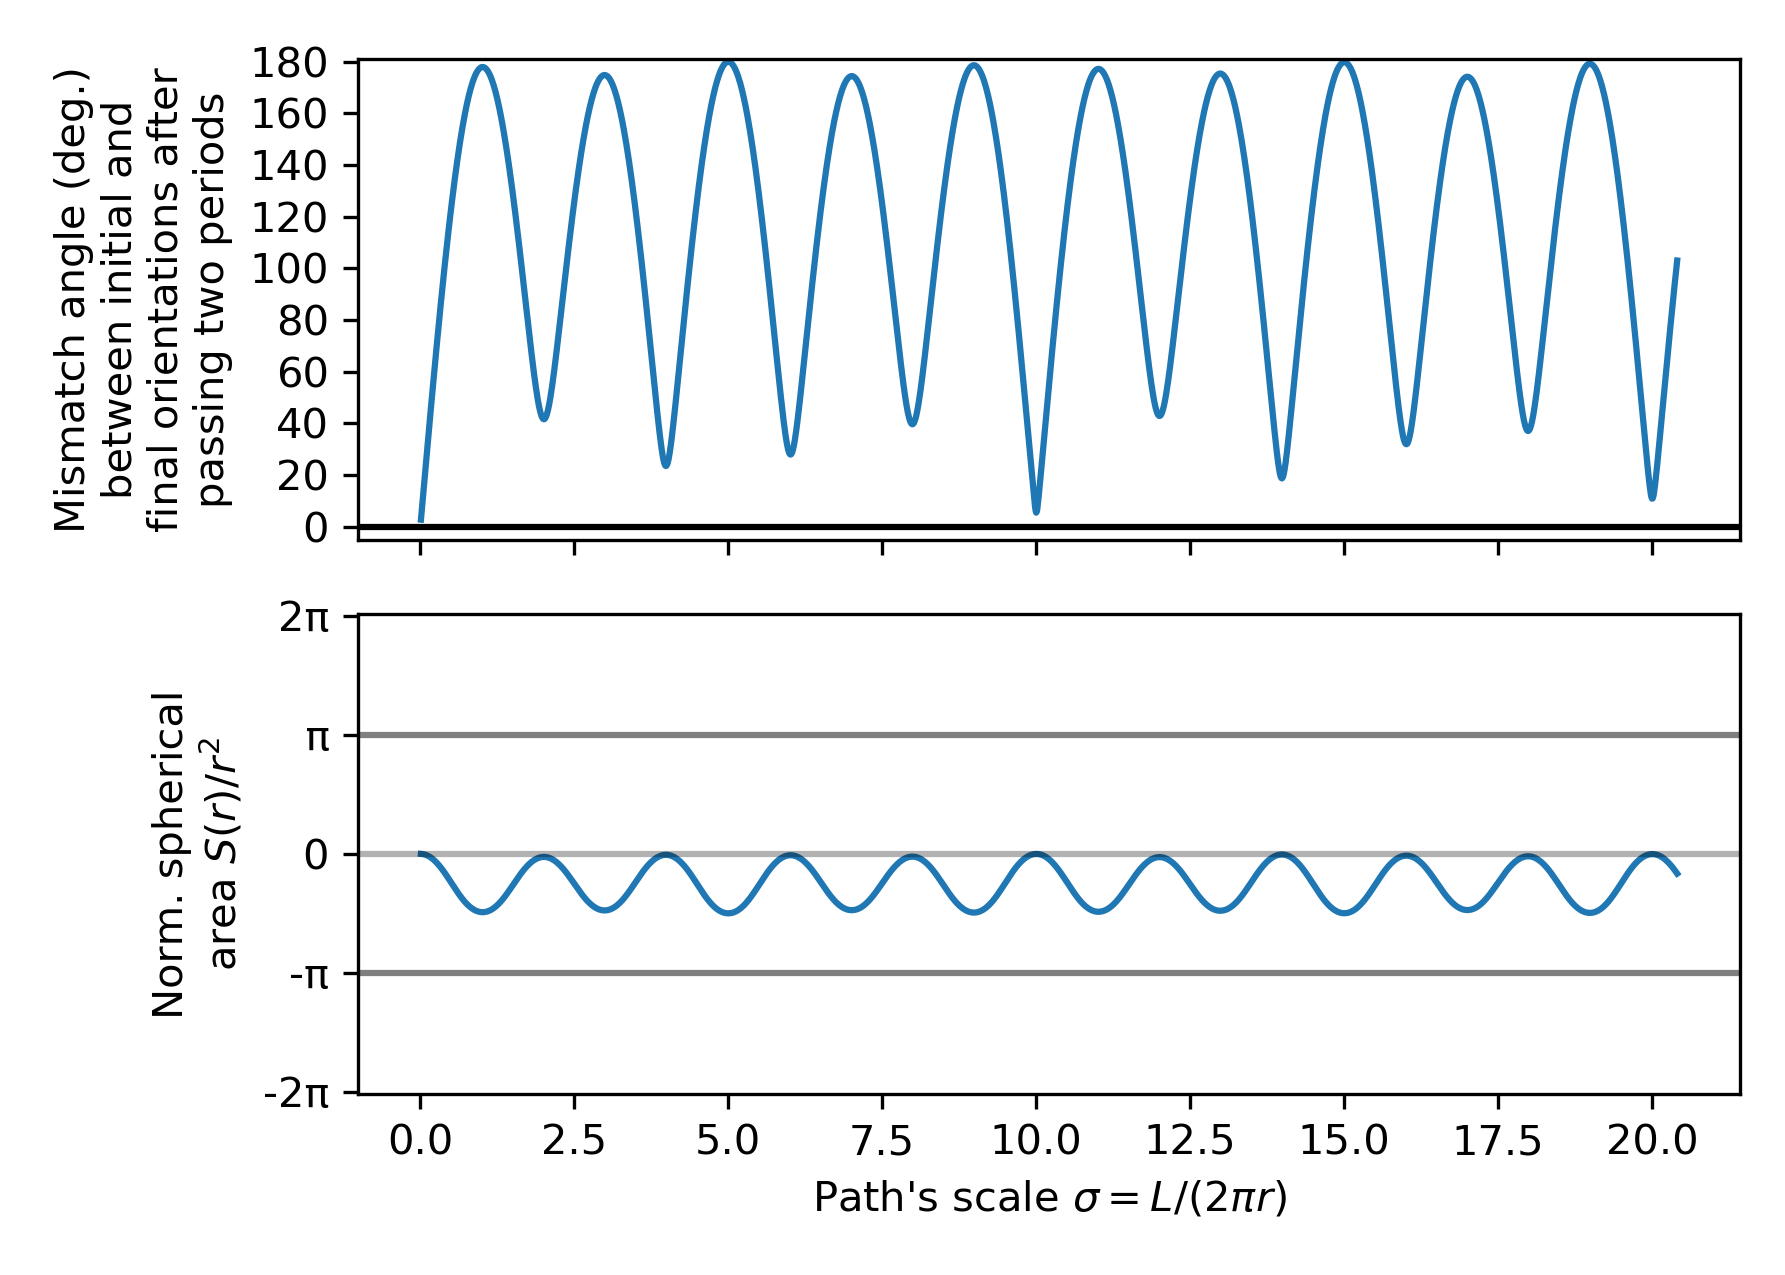 Mismatch angle (deg.)
between initial and
final orientations after
passing two periods
180
160
140
120
100
80
60
40
20
0
Norm. spherical
area S(r)/r²
2π
π
0
-π
-2π
0.0 2.5 5.0 7.5 10.0 12.5 15.0 17.5 20.0
Path's scale σ = L/(2πr)